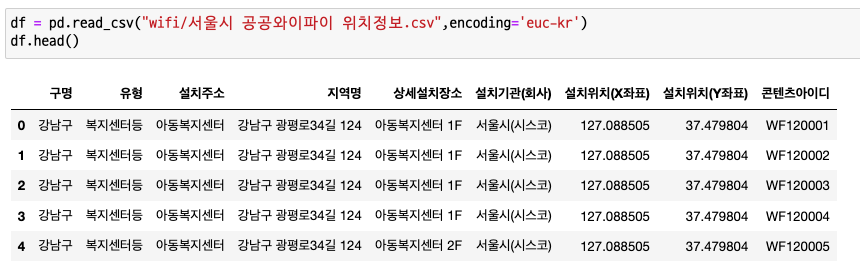 df = pd.read_csv("wifi/서울시 공공와이파이 위치정보.csv",encoding='euc-kr')
df.head()
구명 유형 설치주소 지역명 상세설치장소 설치기관(회사) 설치위치(X좌표) 설치위치(Y좌표) 콘텐츠아이디
0 강남구 복지센터등 아동복지센터 강남구 광평로34길 124 아동복지센터 1F 서울시(시스코) 127.088505 37.479804 WF120001
1 강남구 복지센터등 아동복지센터 강남구 광평로34길 124 아동복지센터 1F 서울시(시스코) 127.088505 37.479804 WF120002
2 강남구 복지센터등 아동복지센터 강남구 광평로34길 124 아동복지센터 1F 서울시(시스코) 127.088505 37.479804 WF120003
3 강남구 복지센터등 아동복지센터 강남구 광평로34길 124 아동복지센터 1F 서울시(시스코) 127.088505 37.479804 WF120004
4 강남구 복지센터등 아동복지센터 강남구 광평로34길 124 아동복지센터 2F 서울시(시스코) 127.088505 37.479804 WF120005